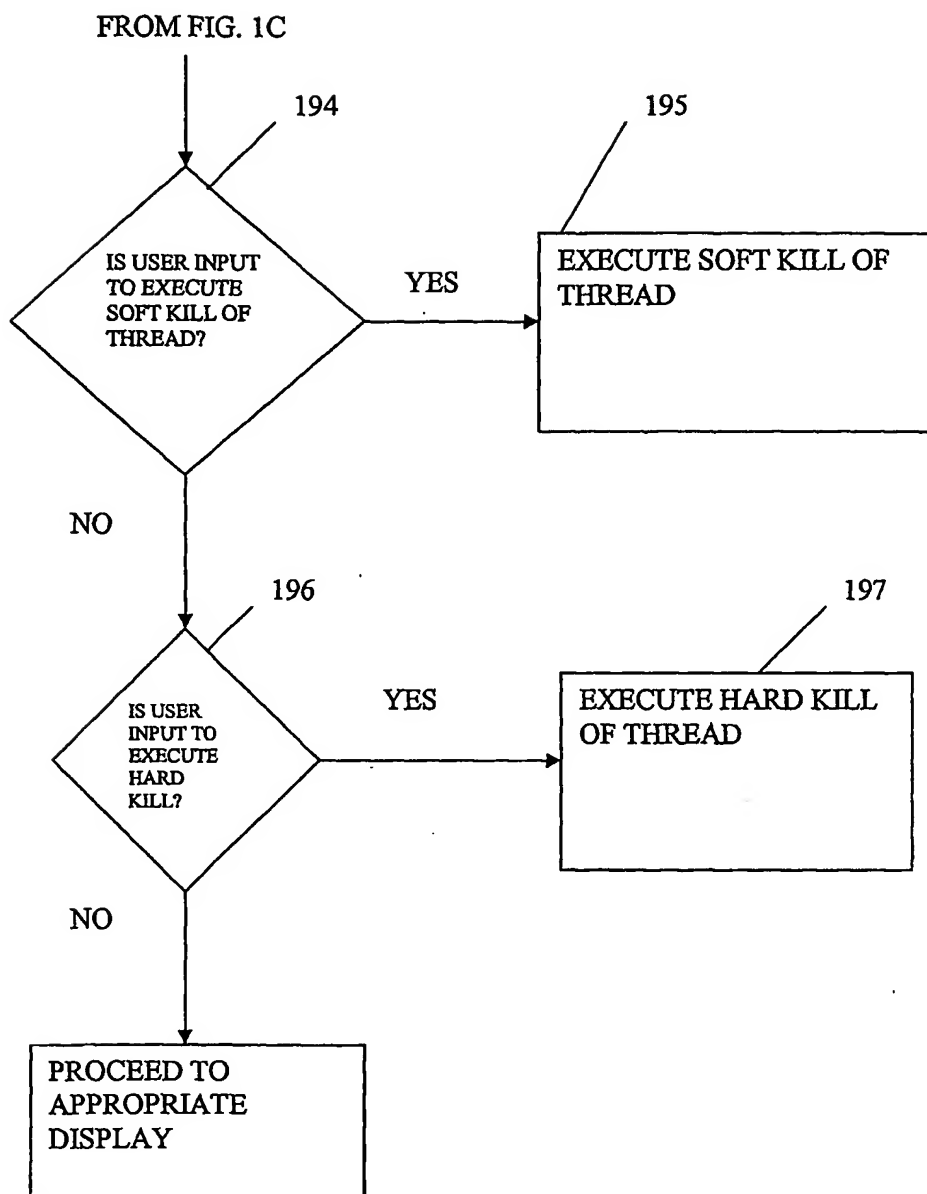 FROM FIG. 1C
194
195
IS USER INPUT
TO EXECUTE
SOFT KILL OF
THREAD?
YES
EXECUTE SOFT KILL OF
THREAD
NO
196
197
IS USER
INPUT TO
EXECUTE
HARD
KILL?
YES
EXECUTE HARD KILL
OF THREAD
NO
PROCEED TO
APPROPRIATE
DISPLAY